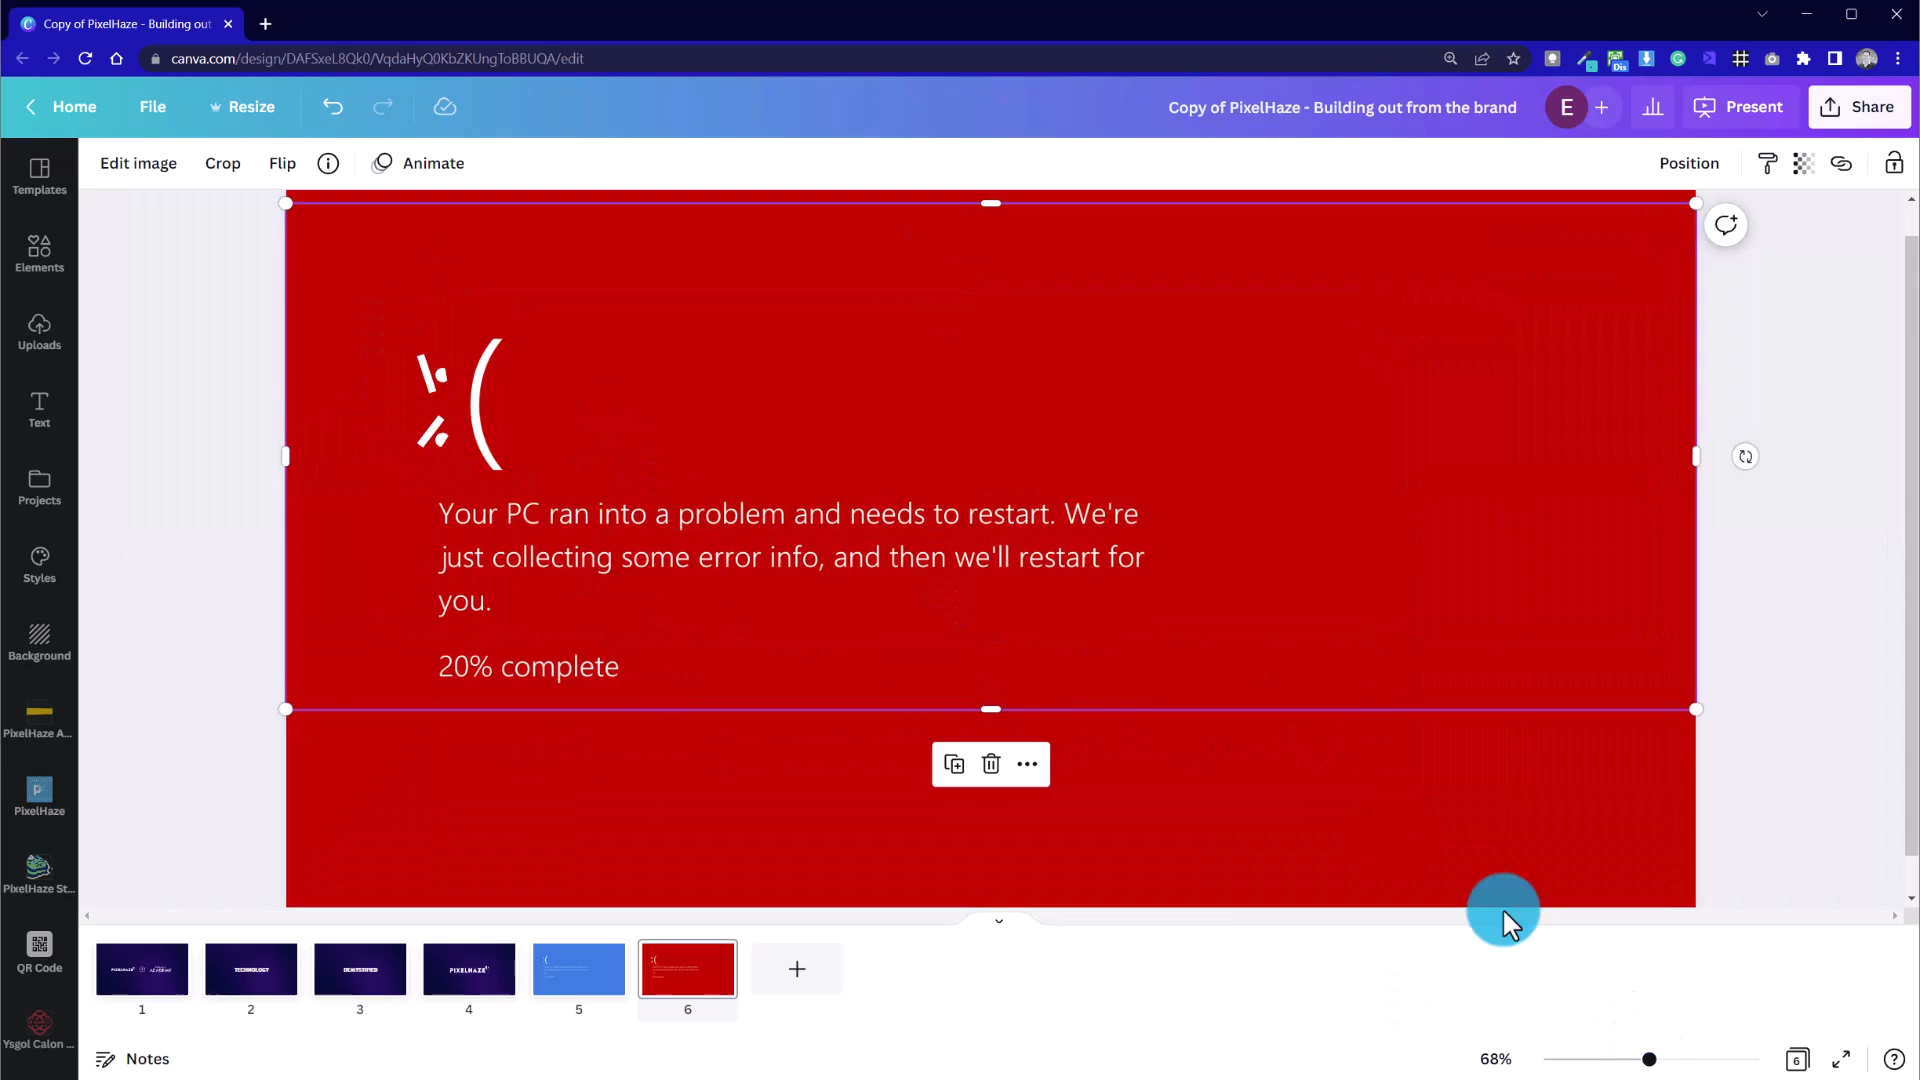 Copy of PixelHaze - Building out
canva.com/design/DAFSxeL8Qk0/VqdaHyQ0KbZKUngToBBUQA/edit
Dis
Home
File
Resize
Copy of PixelHaze - Building out from the brand
E
Present
Share
Edit image
Crop
Flip
Animate
Position
Templates
Elements
Uploads
Text
Projects
Styles
Background
PixelHaze A...
PixelHaze
PixelHaze St...
QR Code
Ysgol Calon ...
:(
Your PC ran into a problem and needs to restart. We're
just collecting some error info, and then we'll restart for
you.
20% complete
TECHNOLOGY
DEMYSTIFIED
PIXELHAZE
1
2
3
4
5
6
Notes
68%
6